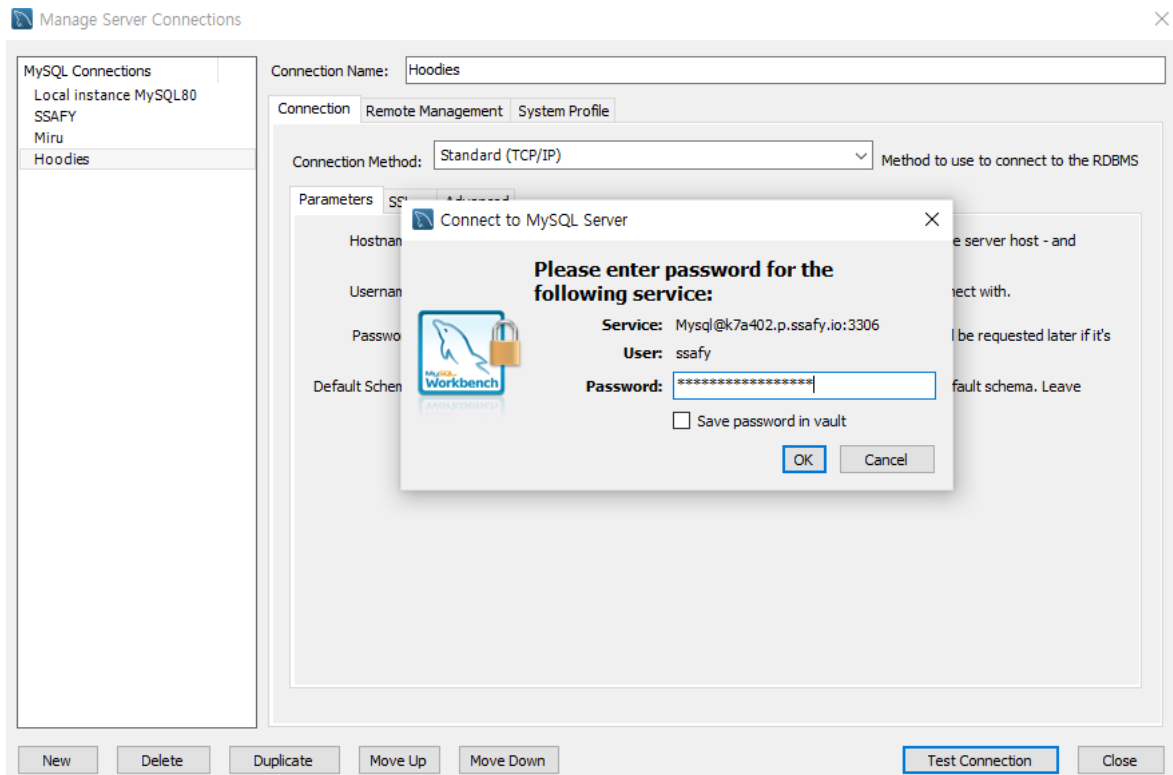 Manage Server Connections
MySQL Connections
Local instance MySQL80
SSAFY
Miru
Hoodies
Connection Name: Hoodies
Connection Remote Management System Profile
Connection Method: Standard (TCP/IP) Method to use to connect to the RDBMS
Parameters
Connect to MySQL Server
Please enter password for the
following service:
Service: Mysql@k7a402.p.ssafy.io:3306
User: ssafy
Password: *****************
Save password in vault
OK Cancel
MySQL
Workbench
server host - and
with.
be requested later if it's
Default
schema. Leave
New Delete Duplicate Move Up Move Down Test Connection Close